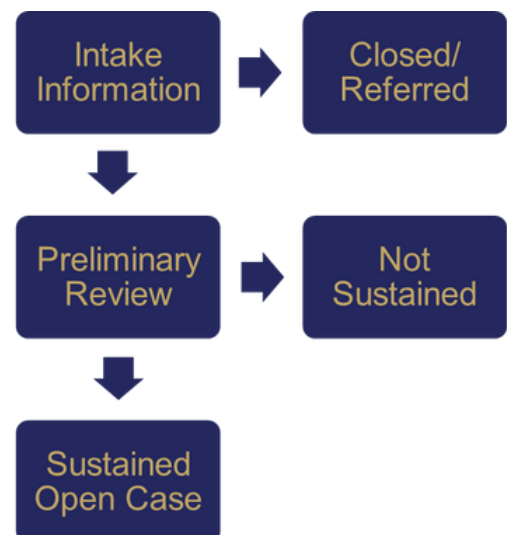 Intake
Information
Closed/
Referred
Preliminary
Review
Not
Sustained
Sustained
Open Case